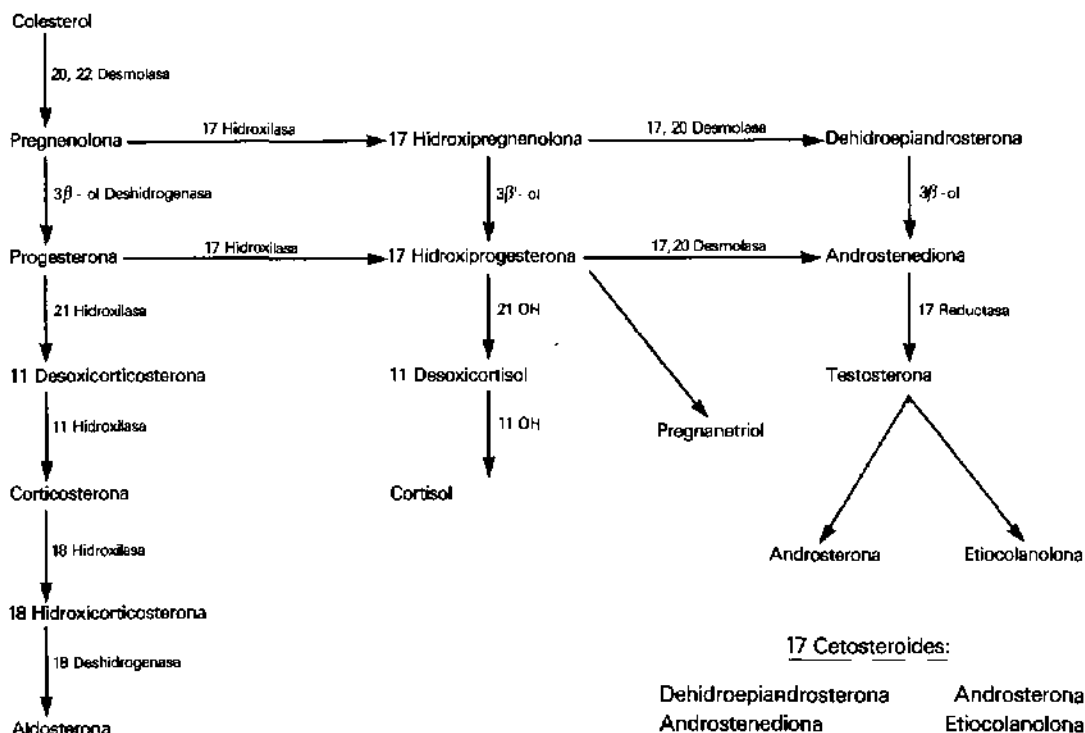 Colesterol
20, 22 Desmolasa
Pregnenolona
17 Hidroxilasa
17 Hidroxipregnenolona
17, 20 Desmolasa
Dehidroepiandrosterona
3β - ol Deshidrogenasa
3β - ol
3β - ol
Progesterona
17 Hidroxilasa
17 Hidroxiprogesterona
17, 20 Desmolasa
Androstenediona
21 Hidroxilasa
21 OH
17 Reductasa
11 Desoxicorticosterona
11 Desoxicortisol
Testosterona
11 Hidroxilasa
11 OH
Pregnanetriol
Corticosterona
Cortisol
18 Hidroxilasa
Androsterona
Etiocolanolona
18 Hidroxicorticosterona
18 Deshidrogenasa
Aldosterona
17 Cetosteroides:
Dehidroepiandrosterona Androsterona
Androstenediona Etiocolanolona